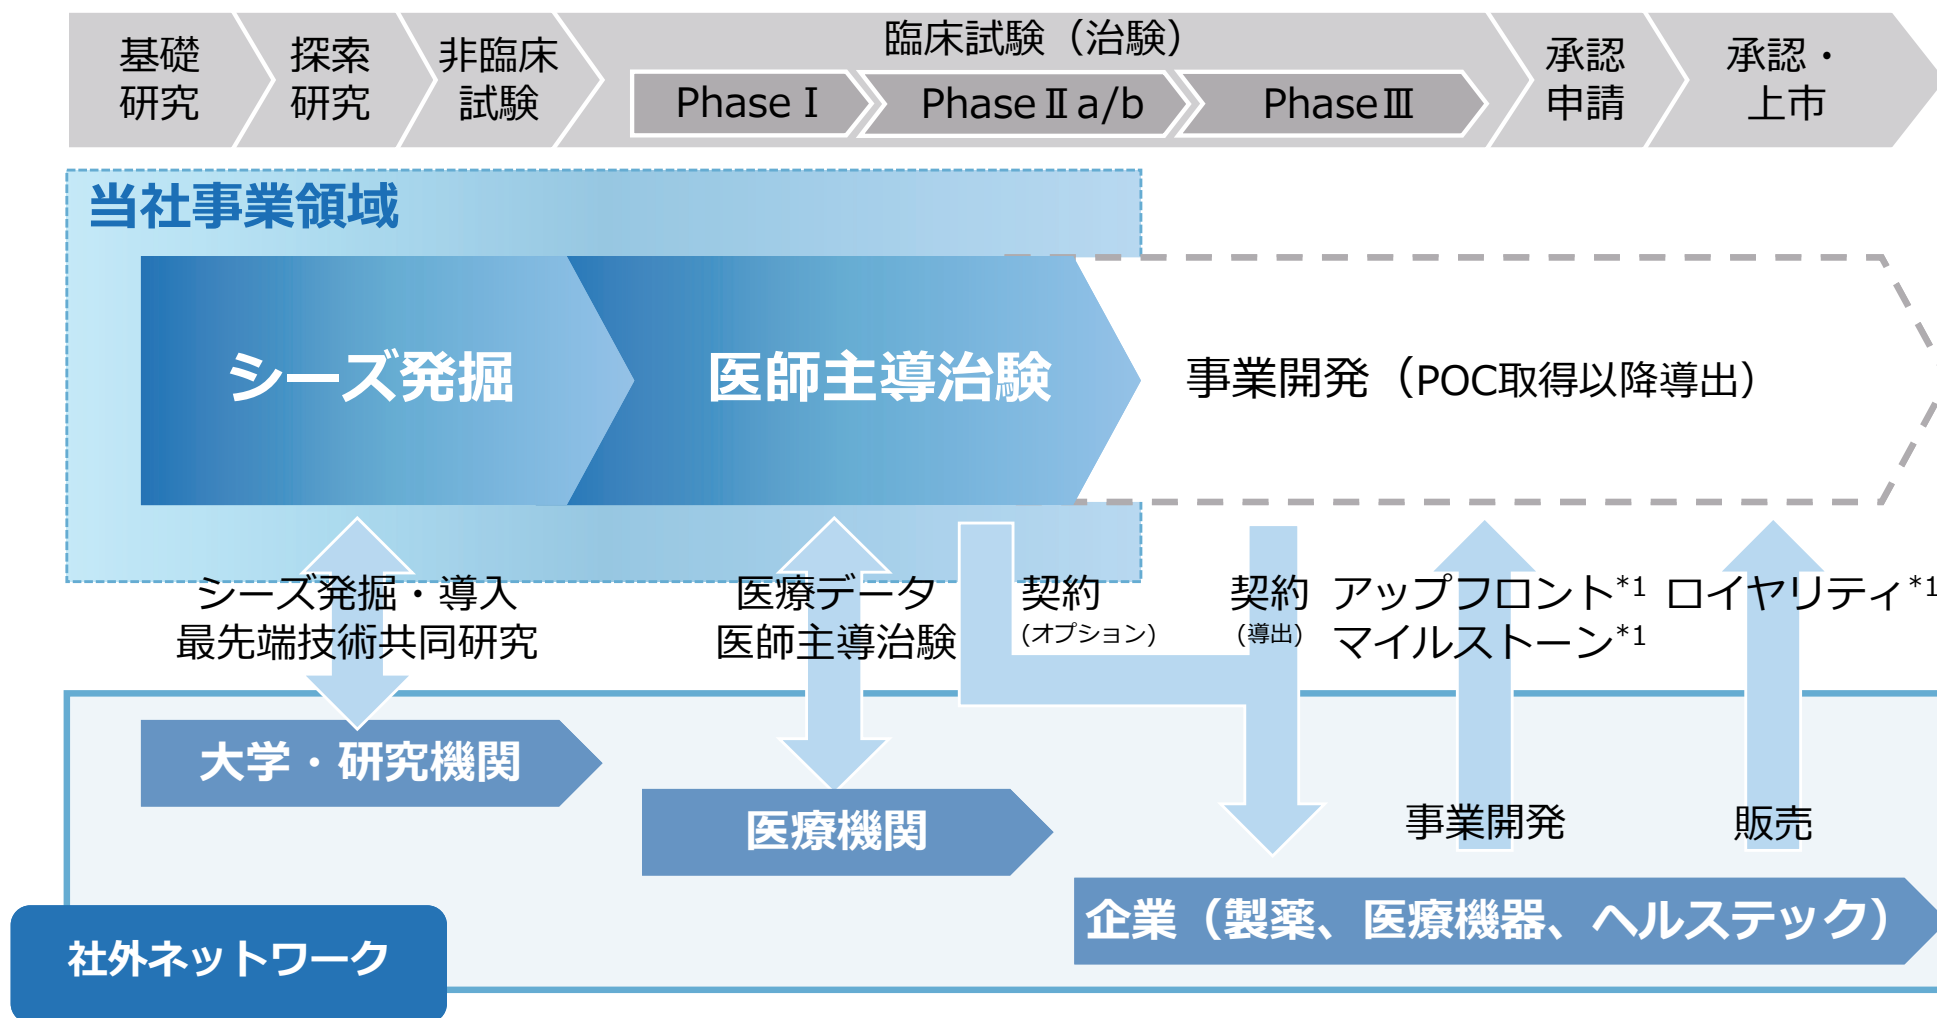 基礎
研究
探索
研究
非臨床
試験
臨床試験（治験）
Phase Ⅰ
Phase Ⅱ a/b
Phase Ⅲ
承認
申請
承認・
上市
当社事業領域
シーズ発掘
医師主導治験
事業開発（POC取得以降導出）
シーズ発掘・導入
最先端技術共同研究
医療データ
医師主導治験
契約
（オプション）
契約
（導出）
アップフロント*1
マイルストーン*1
ロイヤリティ*1
大学・研究機関
医療機関
事業開発
販売
企業（製薬、医療機器、ヘルステック）
社外ネットワーク